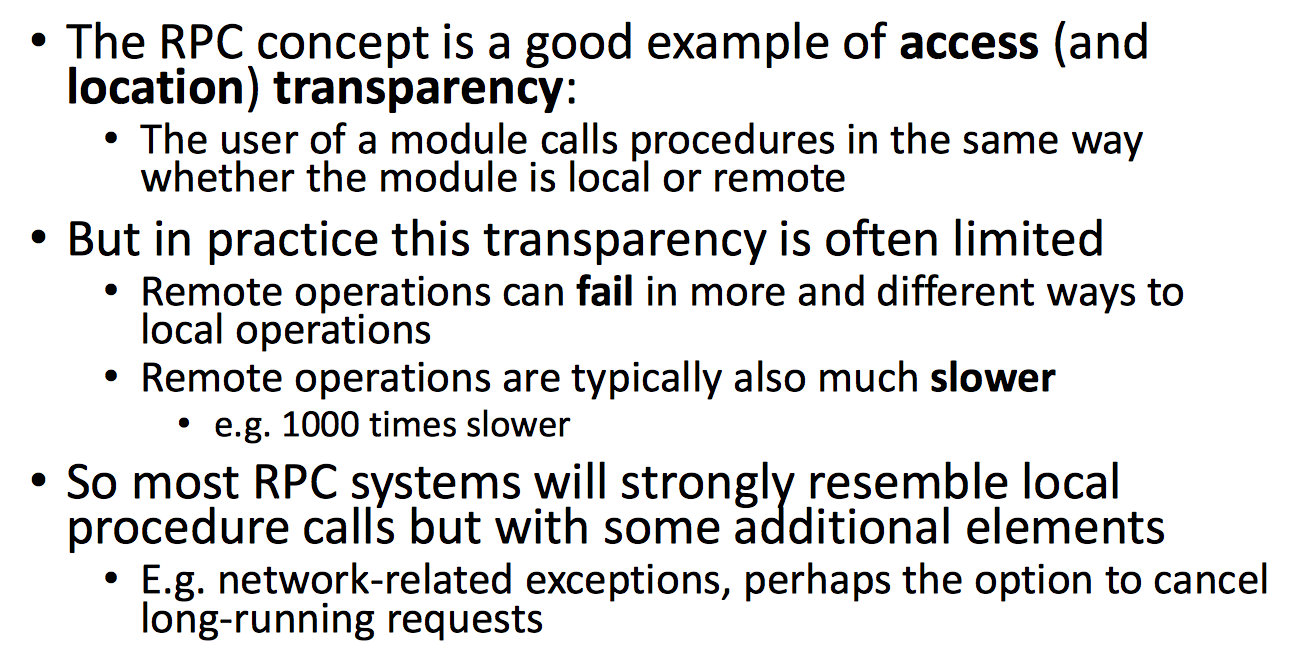 • The RPC concept is a good example of access (and
location) transparency:
• The user of a module calls procedures in the same way
whether the module is local or remote
• But in practice this transparency is often limited
• Remote operations can fail in more and different ways to
local operations
• Remote operations are typically also much slower
• e.g. 1000 times slower
• So most RPC systems will strongly resemble local
procedure calls but with some additional elements
• E.g. network-related exceptions, perhaps the option to cancel
long-running requests